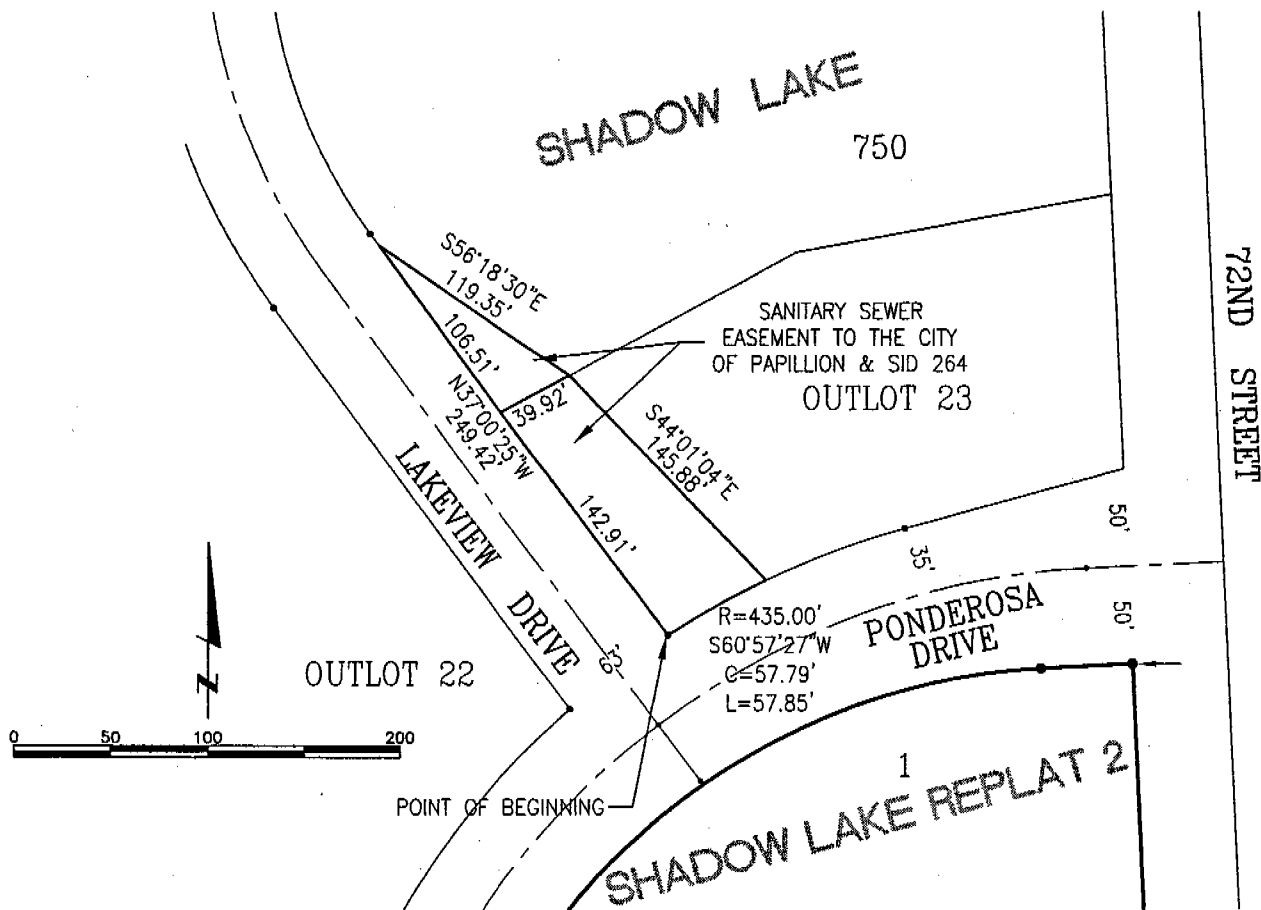 SHADOW LAKE
750
S56°18'30"E
119.35'
106.51'
N37°00'25"W
249.42'
39.92'
SANITARY SEWER
EASEMENT TO THE CITY
OF PAPILLION & SID 264
OUTLOT 23
72ND STREET
S44°01'04"E
145.88'
142.91'
LAKEVIEW DRIVE
50'
35'
50'
PONDEROSA
DRIVE
R=435.00'
S60°57'27"W
C=57.79'
L=57.85'
N
OUTLOT 22
0 50 100 200
POINT OF BEGINNING
1
SHADOW LAKE REPLAT 2